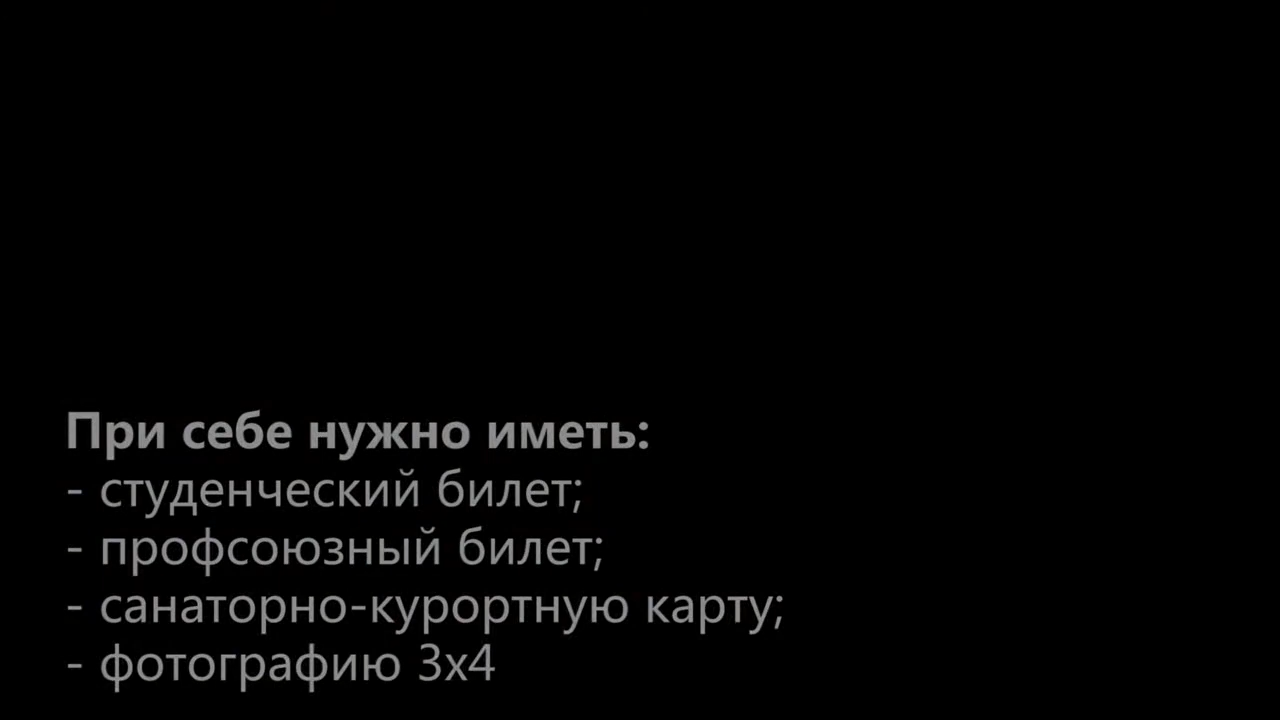 При себе нужно иметь:
- студенческий билет;
- профсоюзный билет;
- санаторно-курортную карту;
- фотографию 3х4